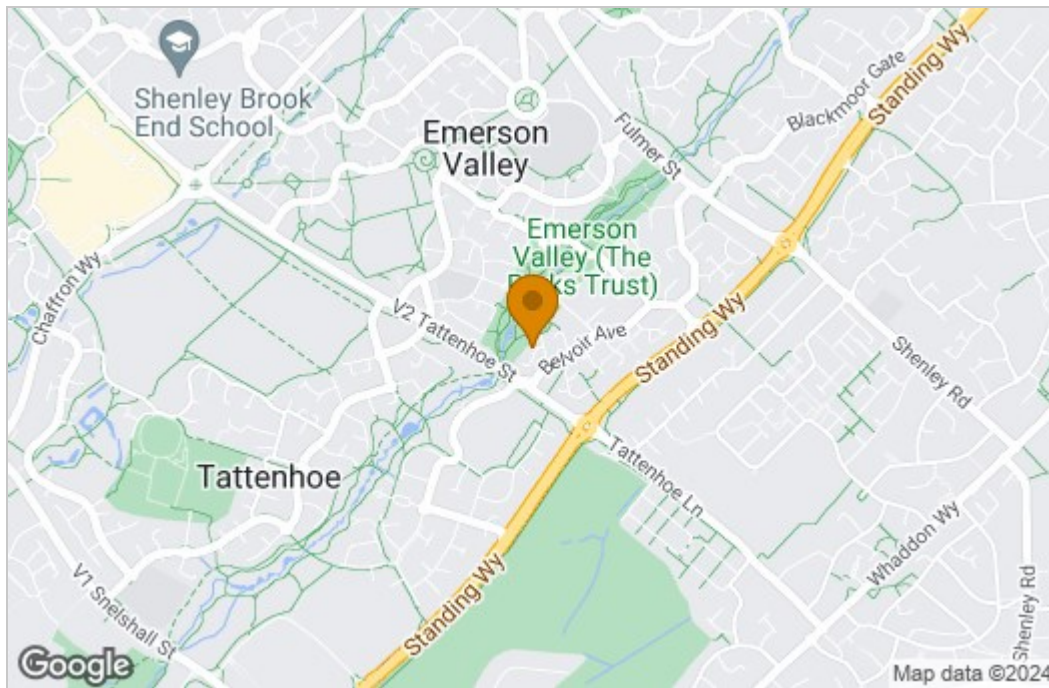 Shenley Brook
End School
Emerson
Valley
Fulmer St
Blackmoor Gate
Standing Wy
Emerson
Valley (The
Parks Trust)
Chaffron Wy
V2 Tattenhoe St
Belvoir Ave
Standing Wy
Shenley Rd
Tattenhoe
Tattenhoe Ln
Whaddon Wy
V1 Snelshall St
Standing Wy
Shenley Rd
Google
Map data ©2024